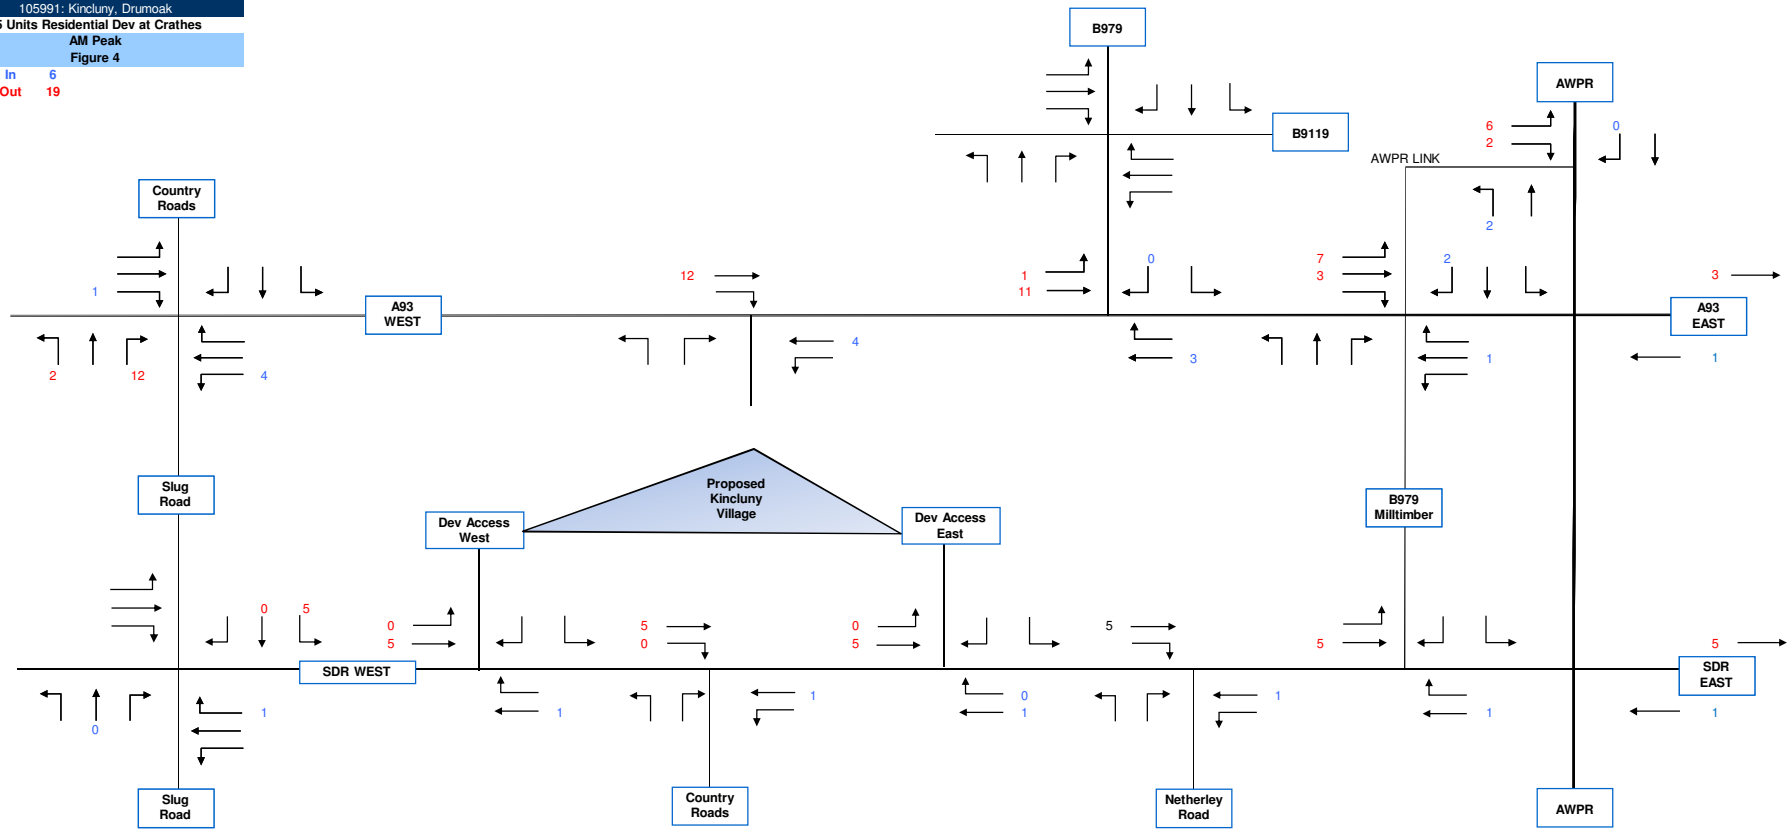 105991: Kincluny, Drumoak
Units Residential Dev at Crathes
AM Peak
Figure 4
In 6
Out 19
B979
AWPR
B9119
6
2
0
AWPR LINK
2
Country
Roads
1
12
1
11
0
7
3
2
3
A93
WEST
A93
EAST
2
12
4
4
3
1
1
Slug
Road
Proposed
Kincluny
Village
Dev Access
West
Dev Access
East
B979
Milltimber
0 5
0
5
5
0
0
5
5
5
5
SDR WEST
SDR
EAST
0
1
1
1
0
1
1
1
1
Slug
Road
Country
Roads
Netherley
Road
AWPR